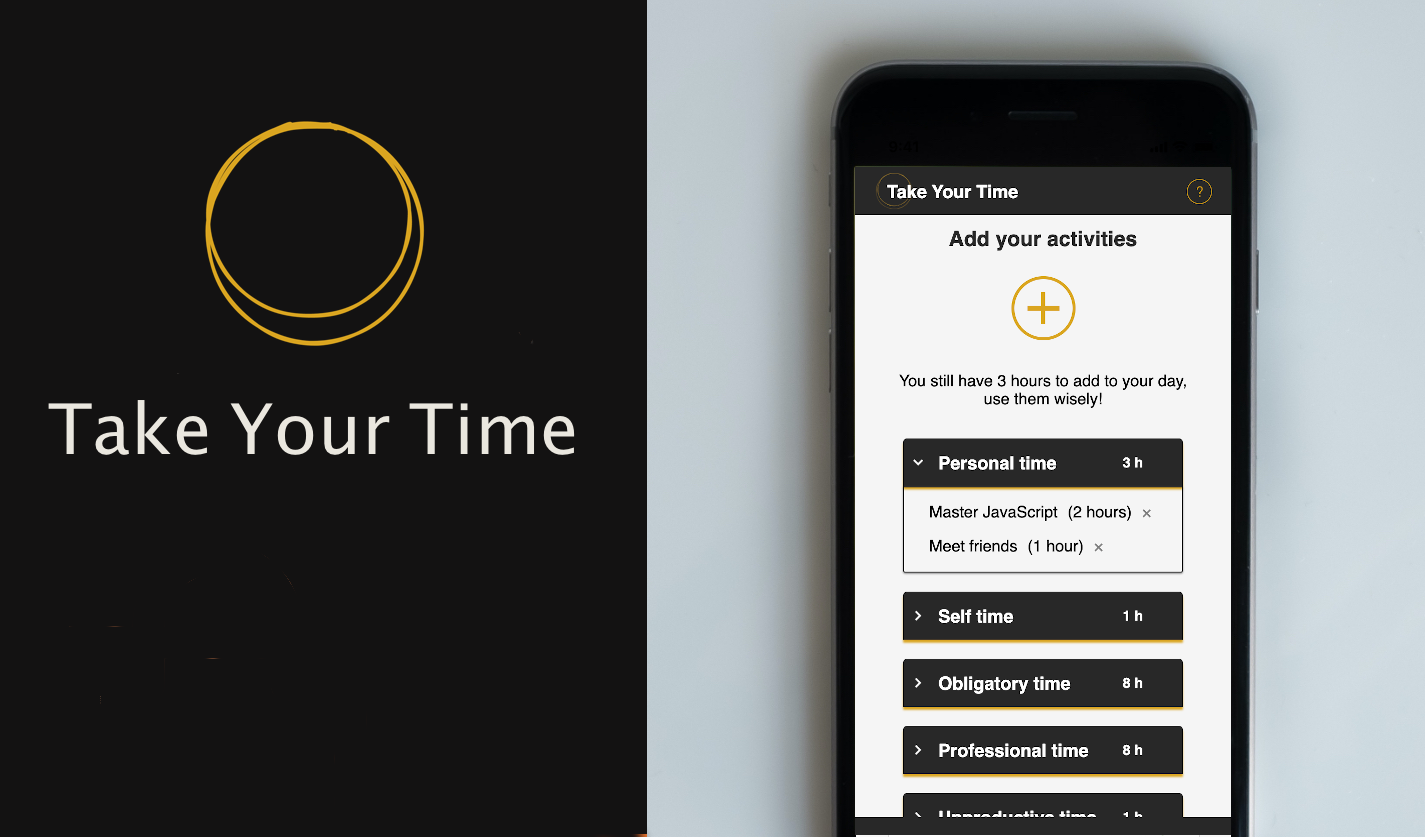 Take Your Time
9:41
Take Your Time
?
Add your activities
You still have 3 hours to add to your day,
use them wisely!
Personal time 3 h
Master JavaScript (2 hours) ×
Meet friends (1 hour) ×
Self time 1 h
Obligatory time 8 h
Professional time 8 h
Unproductive time 1 h